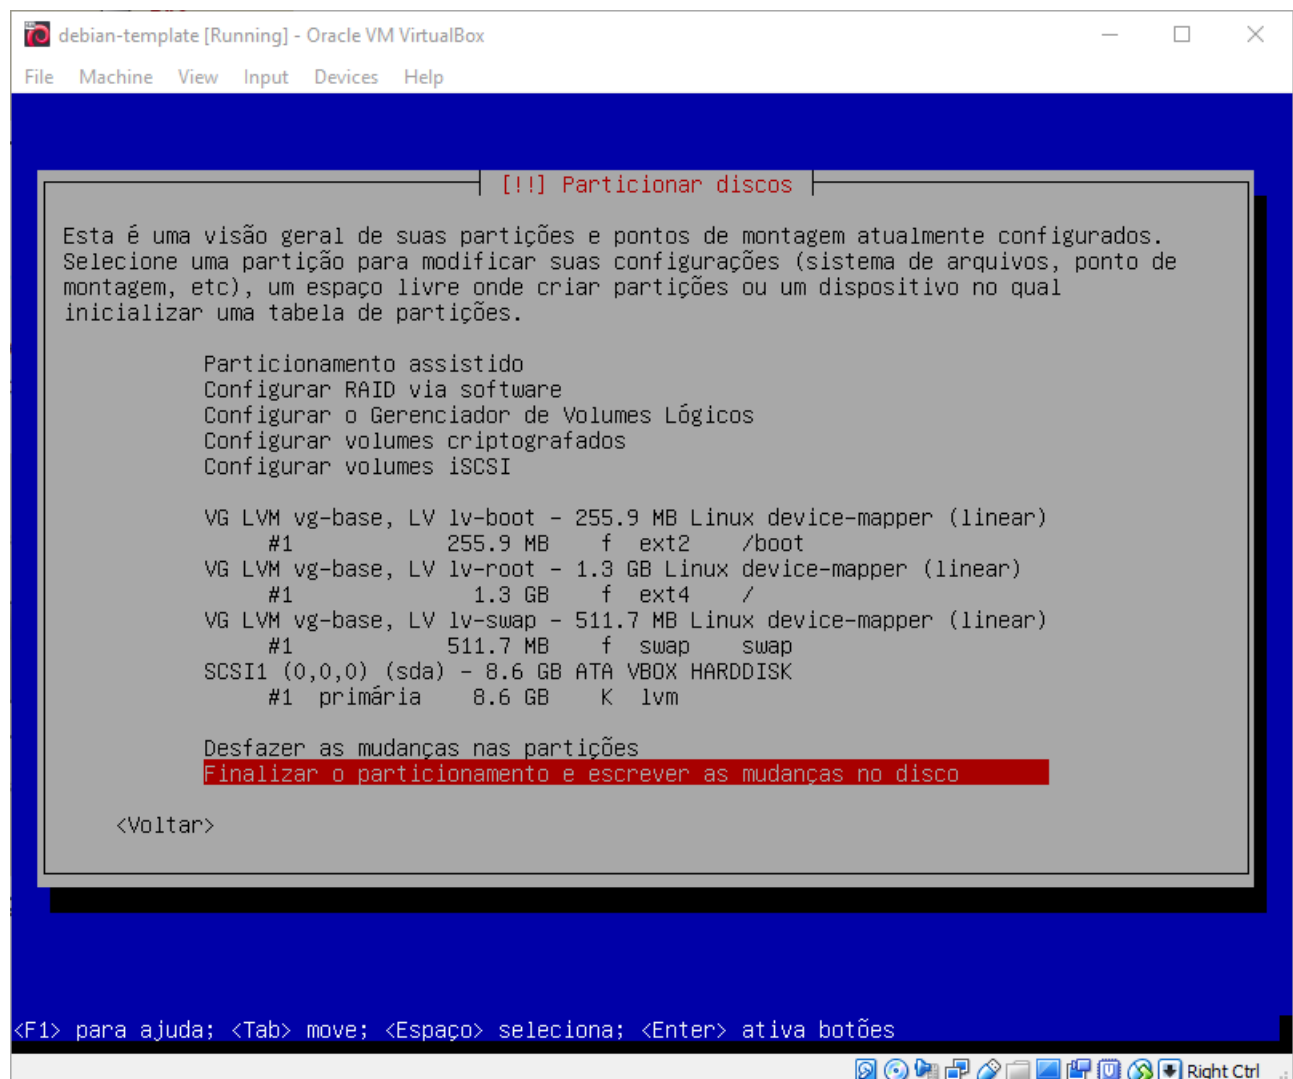 debian-template [Running] - Oracle VM VirtualBox
File Machine View Input Devices Help
[!!] Particionar discos
Esta é uma visão geral de suas partições e pontos de montagem atualmente configurados.
Selecione uma partição para modificar suas configurações (sistema de arquivos, ponto de
montagem, etc), um espaço livre onde criar partições ou um dispositivo no qual
inicializar uma tabela de partições.
Particionamento assistido
Configurar RAID via software
Configurar o Gerenciador de Volumes Lógicos
Configurar volumes criptografados
Configurar volumes iSCSI
VG LVM vg-base, LV lv-boot - 255.9 MB Linux device-mapper (linear)
#1 255.9 MB f ext2 /boot
VG LVM vg-base, LV lv-root - 1.3 GB Linux device-mapper (linear)
#1 1.3 GB f ext4 /
VG LVM vg-base, LV lv-swap - 511.7 MB Linux device-mapper (linear)
#1 511.7 MB f swap swap
SCSI1 (0,0,0) (sda) - 8.6 GB ATA VBOX HARDDISK
#1 primária 8.6 GB K lvm
Desfazer as mudanças nas partições
Finalizar o particionamento e escrever as mudanças no disco
<Voltar>
<F1> para ajuda; <Tab> move; <Espaço> seleciona; <Enter> ativa botões
Right Ctrl